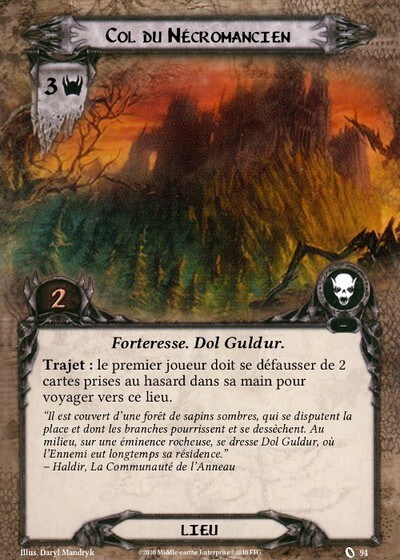 Col du Nécromancien
3
2
–
Forteresse. Dol Guldur.
Trajet : le premier joueur doit se défausser de 2
cartes prises au hasard dans sa main pour
voyager vers ce lieu.
“Il est couvert d’une forêt de sapins sombres, qui se disputent la
place et dont les branches pourrissent et se dessèchent. Au
milieu, sur une éminence rocheuse, se dresse Dol Guldur, où
l’Ennemi eut longtemps sa résidence.”
– Haldir, La Communauté de l’Anneau
LIEU
Illus. Daryl Mandryk ©2010 Middle-earth Enterprise ©2010 FFG 94